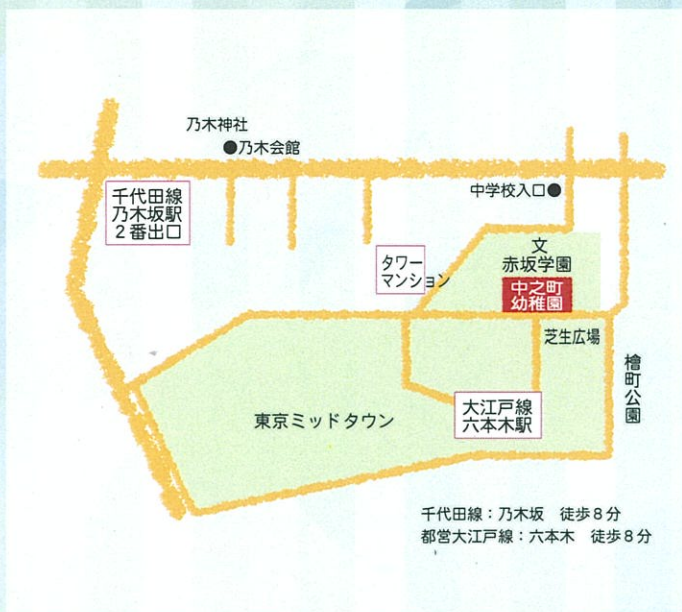 乃木神社
●乃木会館
千代田線
乃木坂駅
2番出口
中学校入口●
タワー
マンション
文
赤坂学園
中之町
幼稚園
芝生広場
檜町公園
大江戸線
六本木駅
東京ミッドタウン
千代田線：乃木坂　徒歩8分
都営大江戸線：六本木　徒歩8分